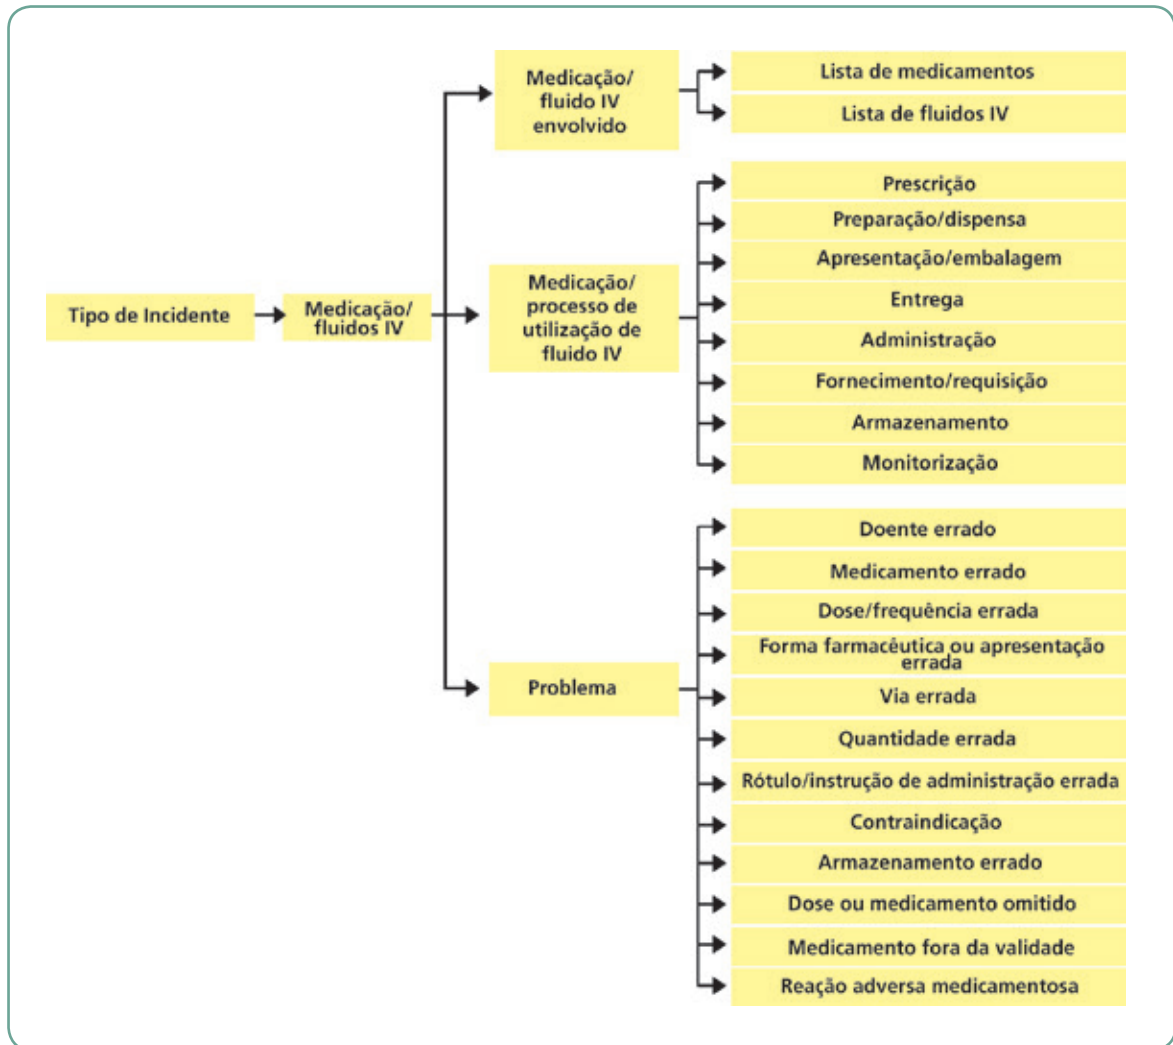 Tipo de Incidente
Medicação/
fluidos IV
Medicação/
fluido IV
envolvido
Lista de medicamentos
Lista de fluidos IV
Medicação/
processo de
utilização de
fluido IV
Prescrição
Preparação/dispensa
Apresentação/embalagem
Entrega
Administração
Fornecimento/requisição
Armazenamento
Monitorização
Problema
Doente errado
Medicamento errado
Dose/frequência errada
Forma farmacéutica ou apresentação
errada
Via errada
Quantidade errada
Rótulo/instrução de administração errada
Contraindicação
Armazenamento errado
Dose ou medicamento omitido
Medicamento fora da validade
Reação adversa medicamentosa